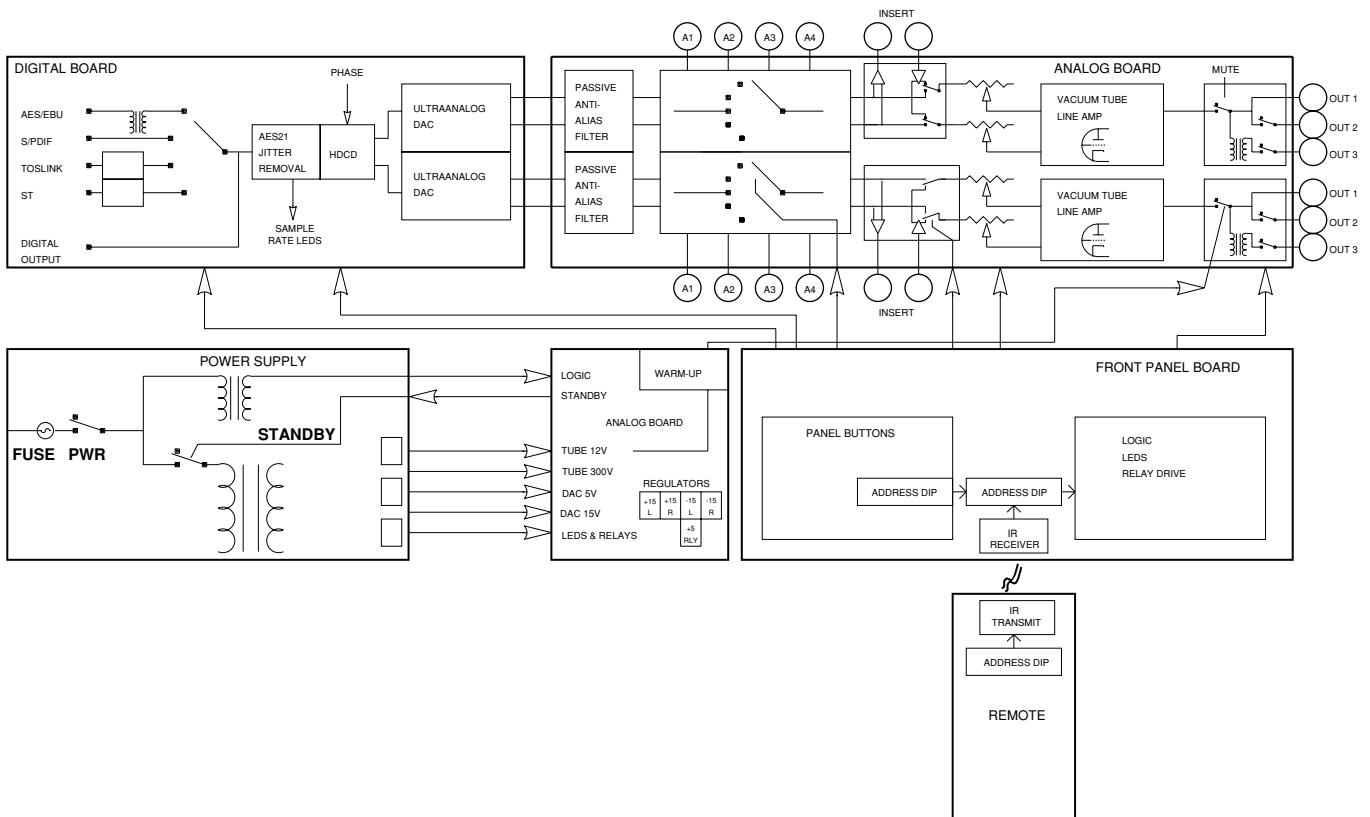 INSERT
A1
A2
A3
A4
DIGITAL BOARD
PHASE
ANALOG BOARD
MUTE
AES/EBU
S/PDIF
TOSLINK
ST
DIGITAL
OUTPUT
AES21
JITTER
REMOVAL
HDCD
SAMPLE
RATE LEDS
ULTRAANALOG
DAC
ULTRAANALOG
DAC
PASSIVE
ANTI-
ALIAS
FILTER
PASSIVE
ANTI-
ALIAS
FILTER
VACUUM TUBE
LINE AMP
VACUUM TUBE
LINE AMP
OUT 1
OUT 2
OUT 3
OUT 1
OUT 2
OUT 3
A1
A2
A3
A4
INSERT
POWER SUPPLY
FUSE
PWR
STANDBY
LOGIC
STANDBY
WARM-UP
ANALOG BOARD
TUBE 12V
TUBE 300V
DAC 5V
DAC 15V
LEDS & RELAYS
REGULATORS
+15
L
+15
R
-15
L
-15
R
+5
RLY
FRONT PANEL BOARD
PANEL BUTTONS
ADDRESS DIP
ADDRESS DIP
IR
RECEIVER
LOGIC
LEDS
RELAY DRIVE
IR
TRANSMIT
ADDRESS DIP
REMOTE